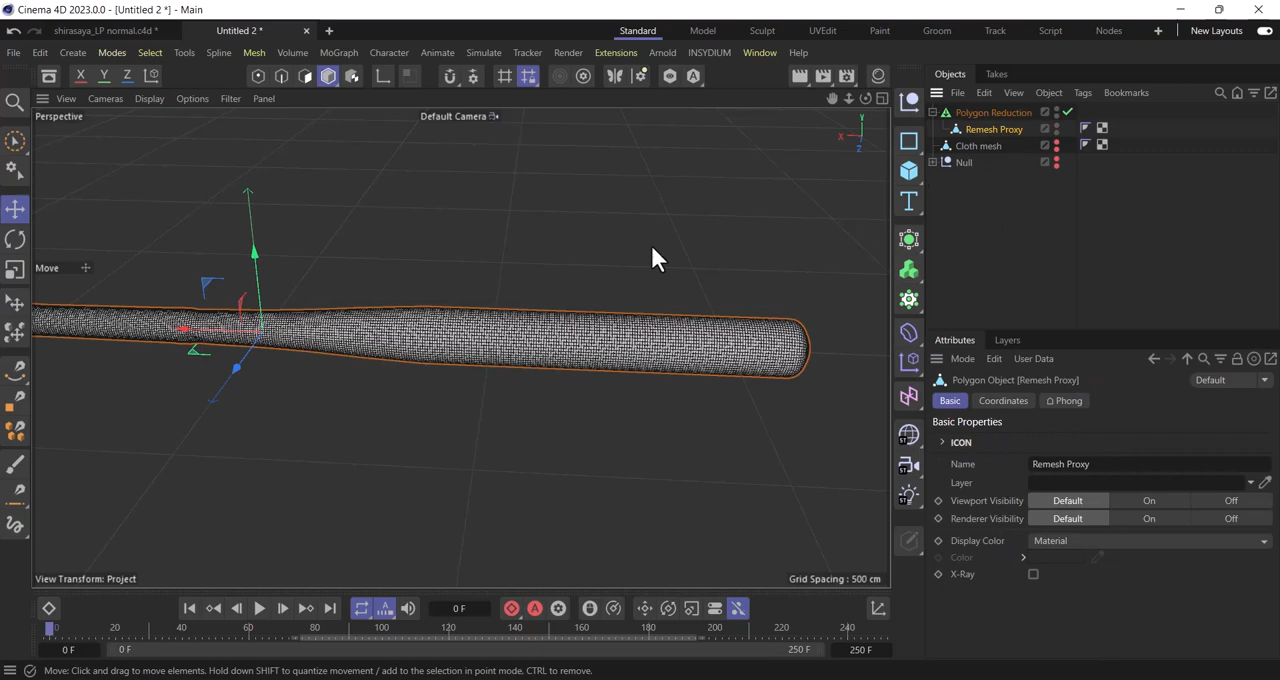 Cinema 4D 2023.0.0 - [Untitled 2 *] - Main
shirasaya_LP normal.c4d *
Untitled 2 *
Standard Model Sculpt UVEdit Paint Groom Track Script Nodes New Layouts
File Edit Create Modes Select Tools Spline Mesh Volume MoGraph Character Animate Simulate Tracker Render Extensions Arnold INSYDIUM Window Help
X Y Z
Objects Takes
View Cameras Display Options Filter Panel
File Edit View Object Tags Bookmarks
Perspective
Default Camera
Y
X
Z
Polygon Reduction
Remesh Proxy
Cloth mesh
Null
Move
Attributes Layers
Mode Edit User Data
Polygon Object [Remesh Proxy]
Default
Basic Coordinates Phong
Basic Properties
ICON
Name Remesh Proxy
Layer
Viewport Visibility Default On Off
Renderer Visibility Default On Off
Display Color Material
Color
X-Ray
ST
ST
ST
View Transform: Project
Grid Spacing : 500 cm
0 F
0 20 40 60 80 100 120 140 160 180 200 220 240
0 F 0 F 250 F 250 F
Move: Click and drag to move elements. Hold down SHIFT to quantize movement / add to the selection in point mode, CTRL to remove.